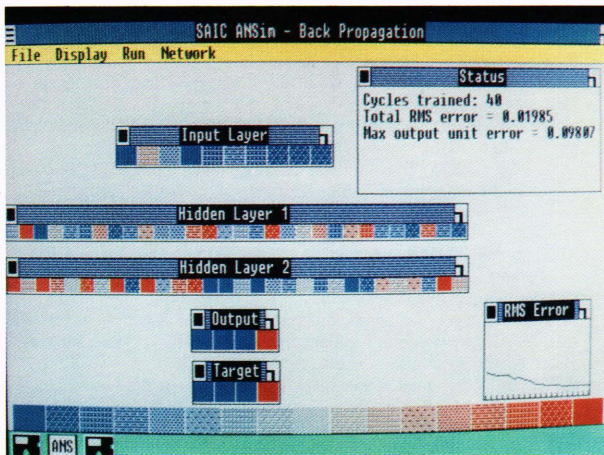 SAIC ANSim - Back Propagation
File Display Run Network
Status
Cycles trained: 40
Total RMS error = 0.01985
Max output unit error = 0.09807
Input Layer
Hidden Layer 1
Hidden Layer 2
Output
RMS Error
Target
ANS